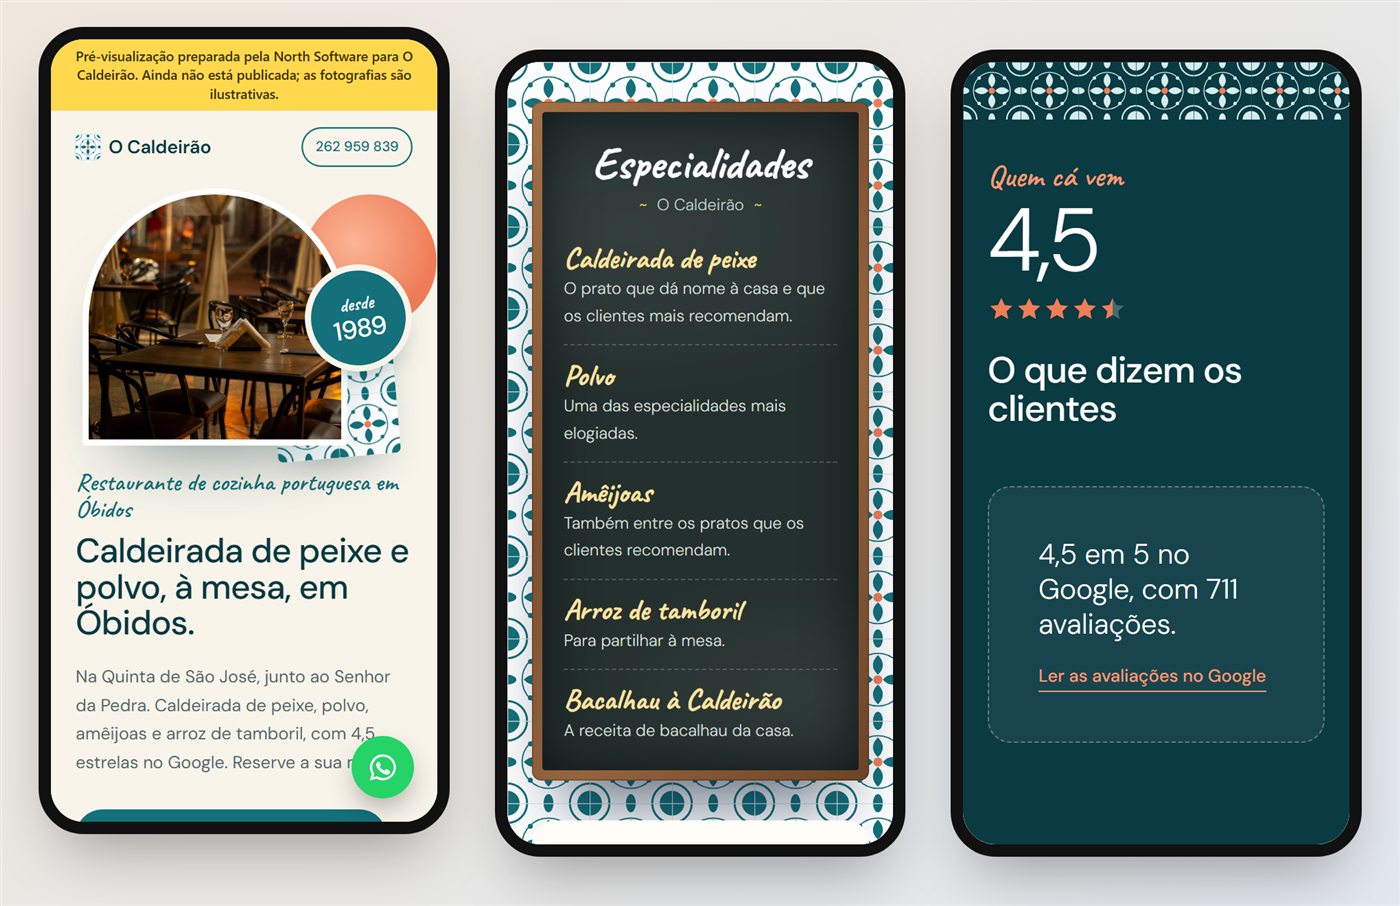 Pré-visualização preparada pela North Software para O
Caldeirão. Ainda não está publicada; as fotografias são
ilustrativas.
O Caldeirão
262 959 839
desde
1989
Restaurante de cozinha portuguesa em
Óbidos
Caldeirada de peixe e
polvo, à mesa, em
Óbidos.
Na Quinta de São José, junto ao Senhor
da Pedra. Caldeirada de peixe, polvo,
amêijoas e arroz de tamboril, com 4,5
estrelas no Google. Reserve a sua
Especialidades
~ O Caldeirão ~
Caldeirada de peixe
O prato que dá nome à casa e que
os clientes mais recomendam.
Polvo
Uma das especialidades mais
elogiadas.
Amêijoas
Também entre os pratos que os
clientes recomendam.
Arroz de tamboril
Para partilhar à mesa.
Bacalhau à Caldeirão
A receita de bacalhau da casa.
Quem cá vem
4,5
O que dizem os
clientes
4,5 em 5 no
Google, com 711
avaliações.
Ler as avaliações no Google